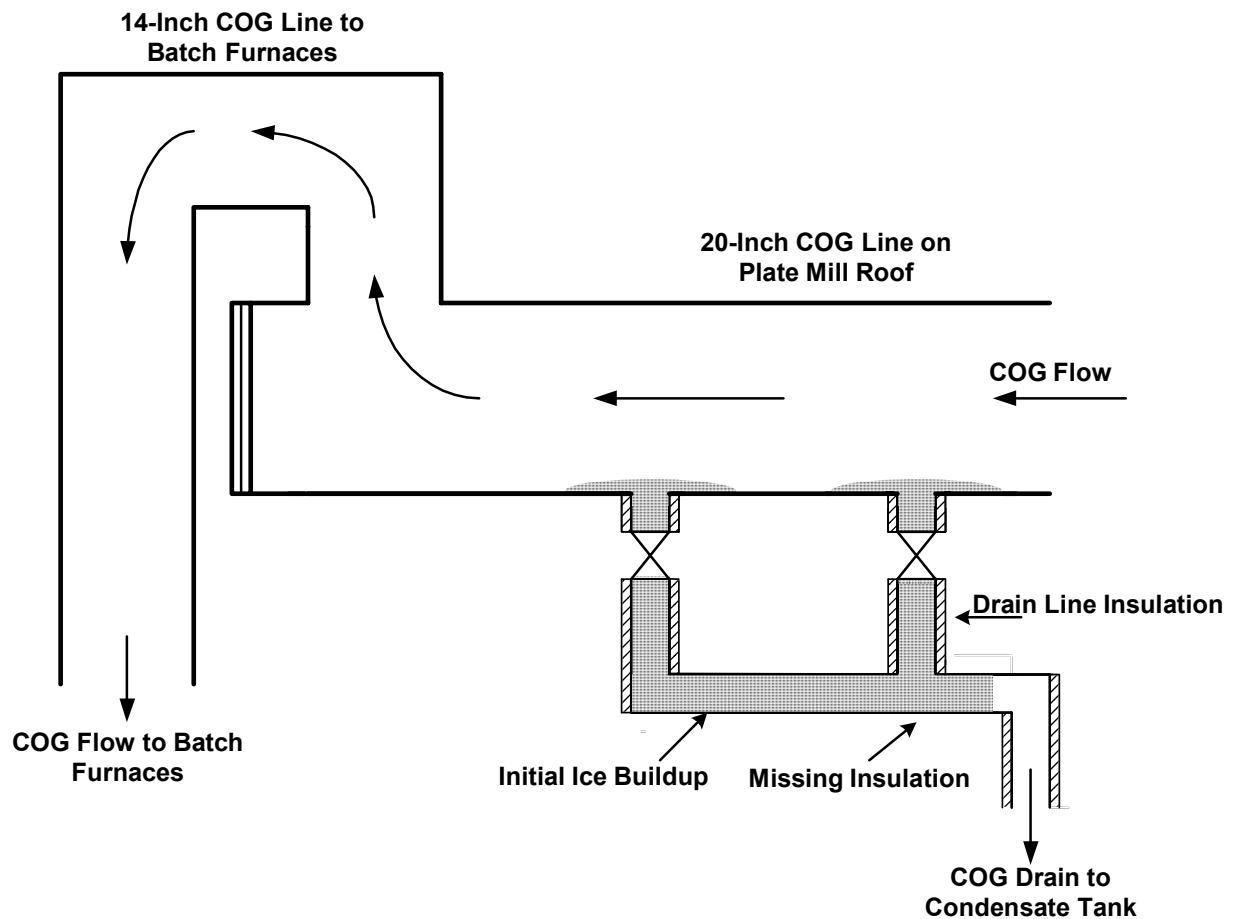 14-Inch COG Line to
Batch Furnaces
20-Inch COG Line on
Plate Mill Roof
COG Flow
Drain Line Insulation
COG Flow to Batch
Furnaces
Initial Ice Buildup
Missing Insulation
COG Drain to
Condensate Tank